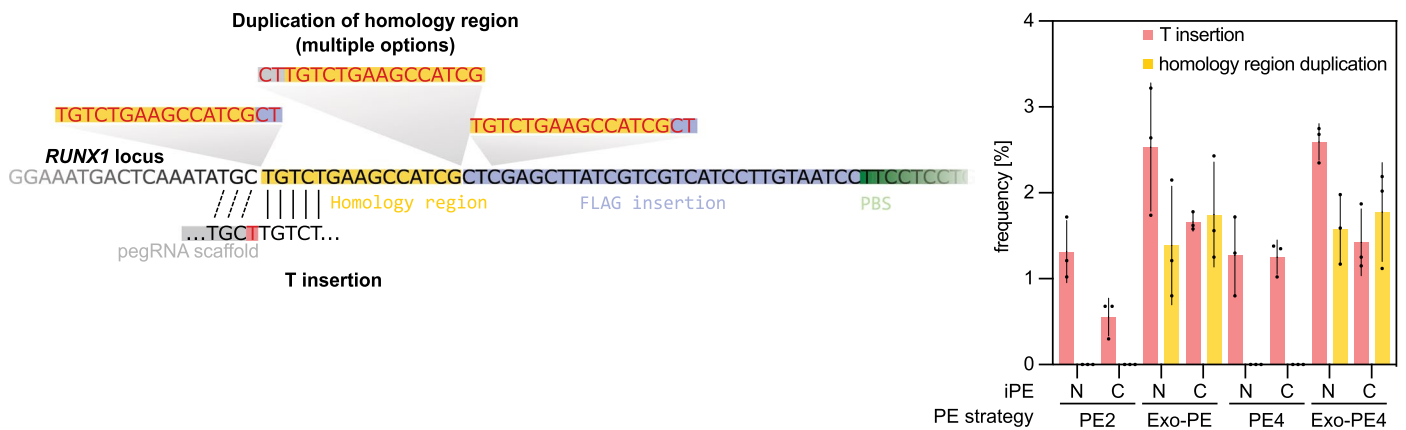 Duplication of homology region
(multiple options)
CTTGTCTGAAGCCATCG
TGTCTGAAGCCATCGCT
TGTCTGAAGCCATCGCT
RUNX1 locus
GGAAATGACTCAAATATGC TGTCTGAAGCCATCGCTCGAGCTTATCGTCGTCATCCTTGTAATCCTTCCTCCTG
Homology region
FLAG insertion
PBS
...TGCTTGTCT...
pegRNA scaffold
T insertion
frequency [%]
4
3
2
1
0
T insertion
homology region duplication
iPE N C N C N C N C
PE strategy PE2 Exo-PE PE4 Exo-PE4